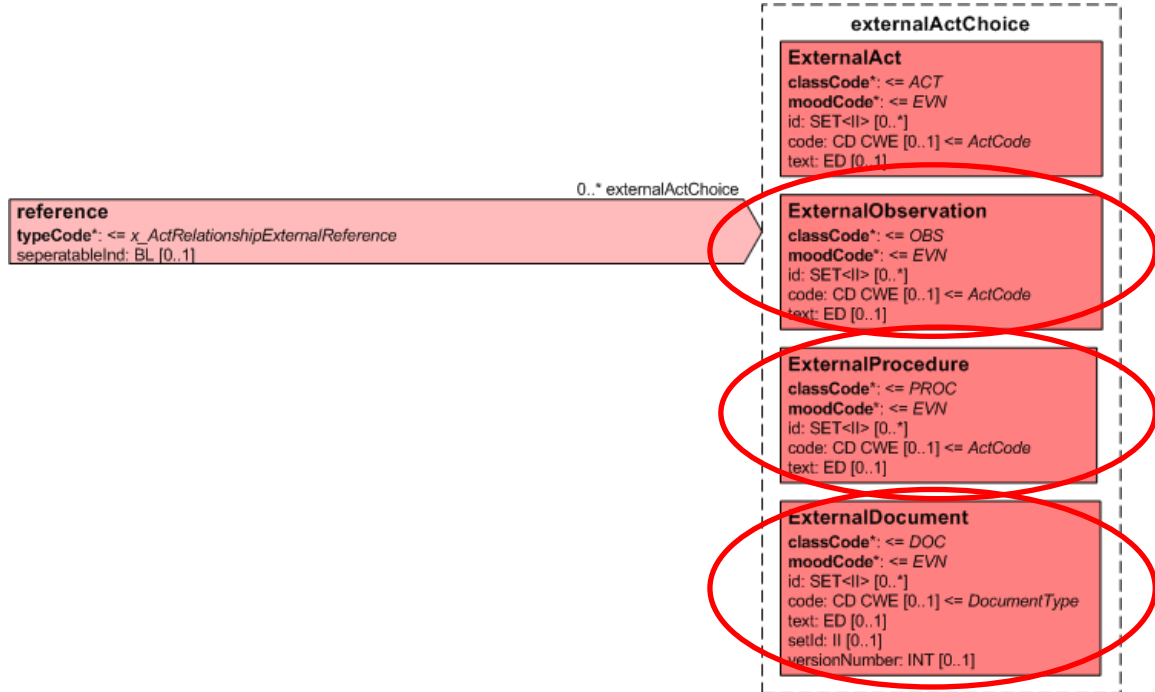 externalActChoice
ExternalAct
classCode*: <= ACT
moodCode*: <= EVN
id: SET<II> [0..*]
code: CD CWE [0..1] <= ActCode
text: ED [0..1]
0..* externalActChoice
reference
typeCode*: <= x_ActRelationshipExternalReference
seperatableInd: BL [0..1]
ExternalObservation
classCode*: <= OBS
moodCode*: <= EVN
id: SET<II> [0..*]
code: CD CWE [0..1] <= ActCode
text: ED [0..1]
ExternalProcedure
classCode*: <= PROC
moodCode*: <= EVN
id: SET<II> [0..*]
code: CD CWE [0..1] <= ActCode
text: ED [0..1]
ExternalDocument
classCode*: <= DOC
moodCode*: <= EVN
id: SET<II> [0..*]
code: CD CWE [0..1] <= DocumentType
text: ED [0..1]
setId: II [0..1]
versionNumber: INT [0..1]